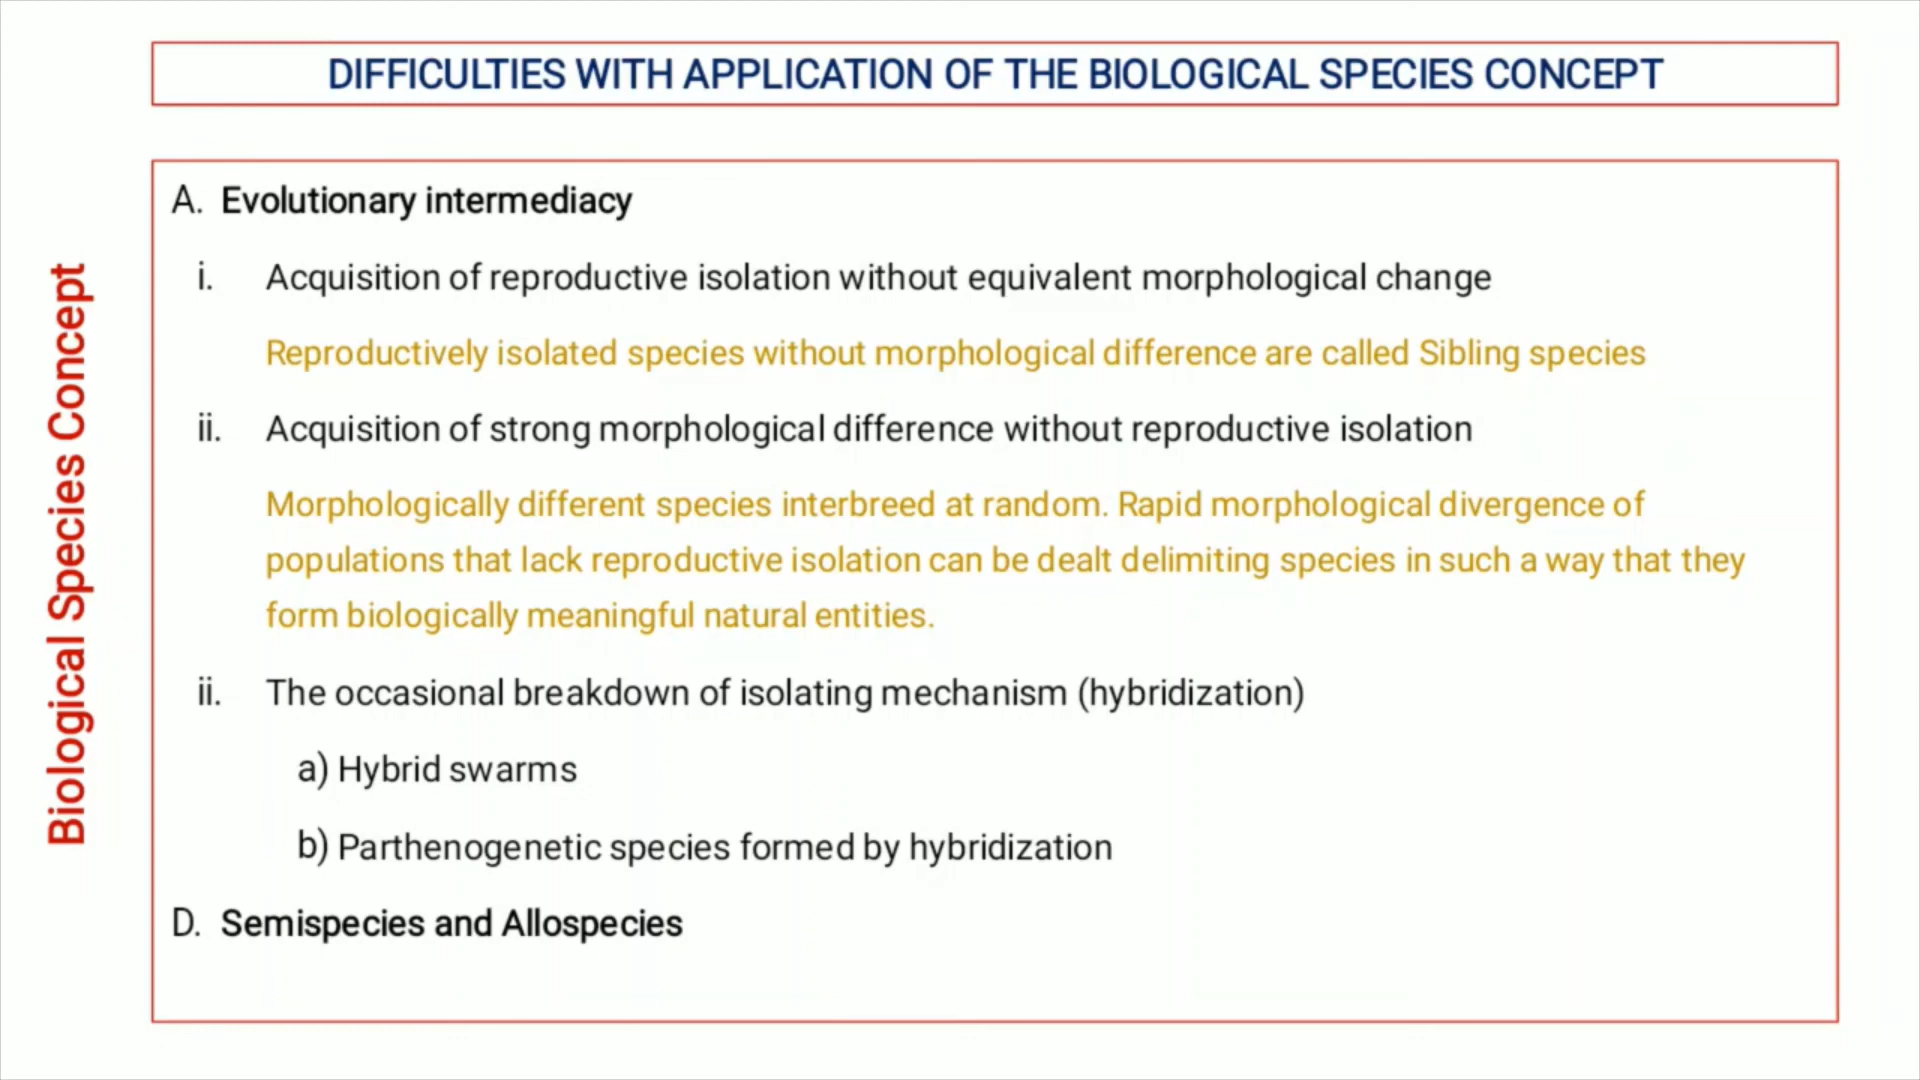 DIFFICULTIES WITH APPLICATION OF THE BIOLOGICAL SPECIES CONCEPT
Biological Species Concept
A. Evolutionary intermediacy
i. Acquisition of reproductive isolation without equivalent morphological change
Reproductively isolated species without morphological difference are called Sibling species
ii. Acquisition of strong morphological difference without reproductive isolation
Morphologically different species interbreed at random. Rapid morphological divergence of
populations that lack reproductive isolation can be dealt delimiting species in such a way that they
form biologically meaningful natural entities.
ii. The occasional breakdown of isolating mechanism (hybridization)
a) Hybrid swarms
b) Parthenogenetic species formed by hybridization
D. Semispecies and Allospecies